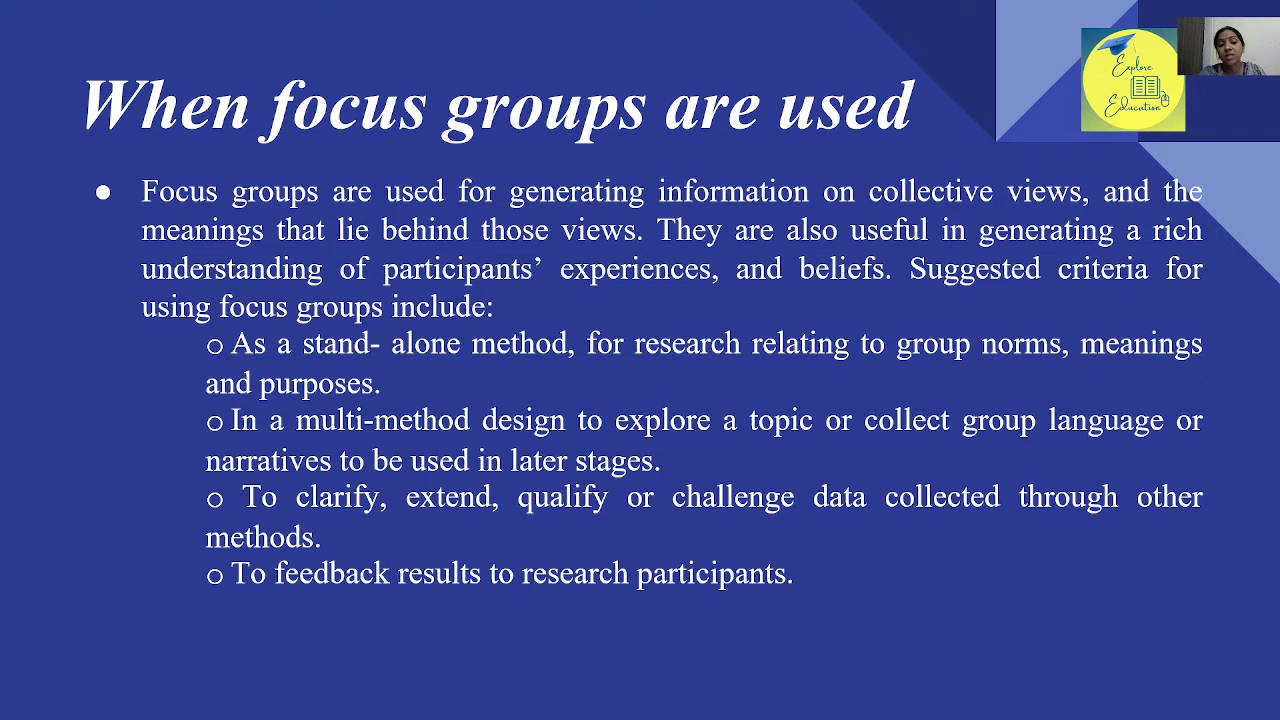 Explore
Education
When focus groups are used
● Focus groups are used for generating information on collective views, and the
meanings that lie behind those views. They are also useful in generating a rich
understanding of participants’ experiences, and beliefs. Suggested criteria for
using focus groups include:
o As a stand- alone method, for research relating to group norms, meanings
and purposes.
o In a multi-method design to explore a topic or collect group language or
narratives to be used in later stages.
o To clarify, extend, qualify or challenge data collected through other
methods.
o To feedback results to research participants.